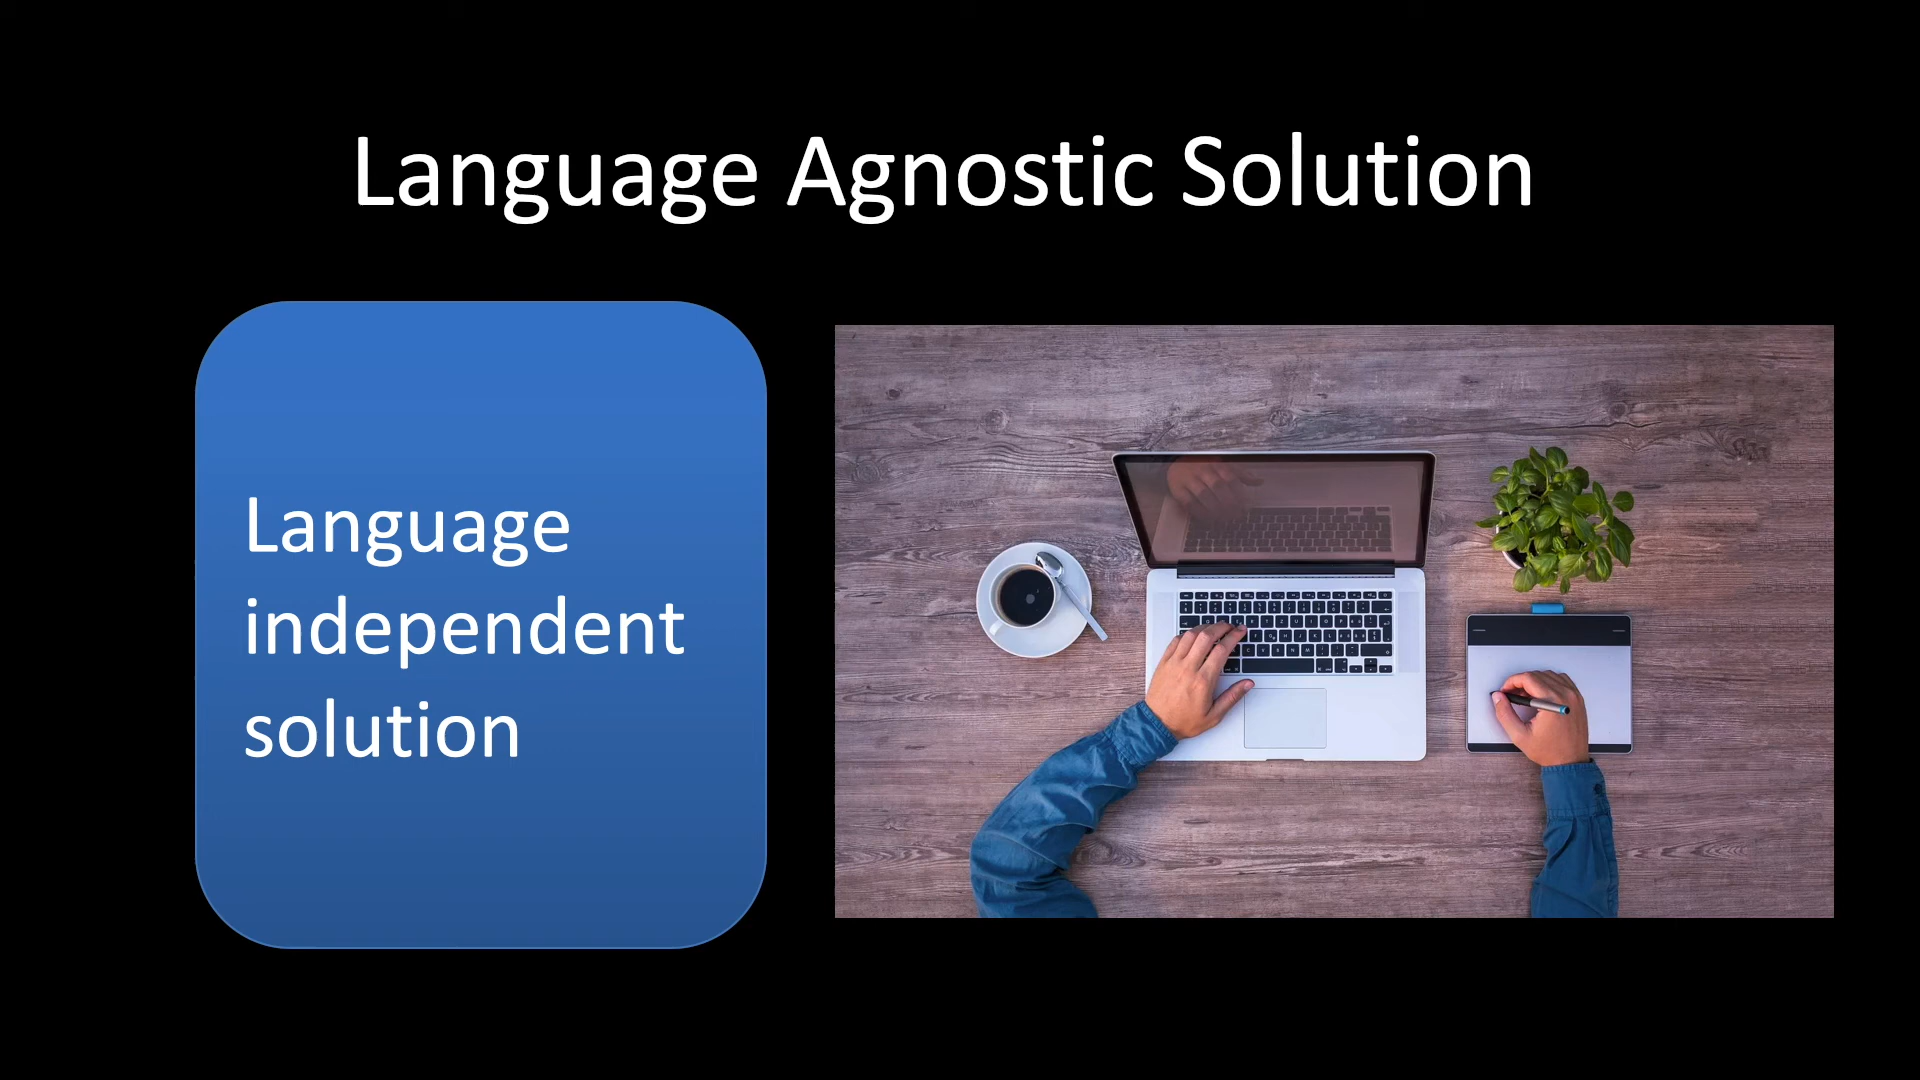 Language Agnostic Solution
Language
independent
solution